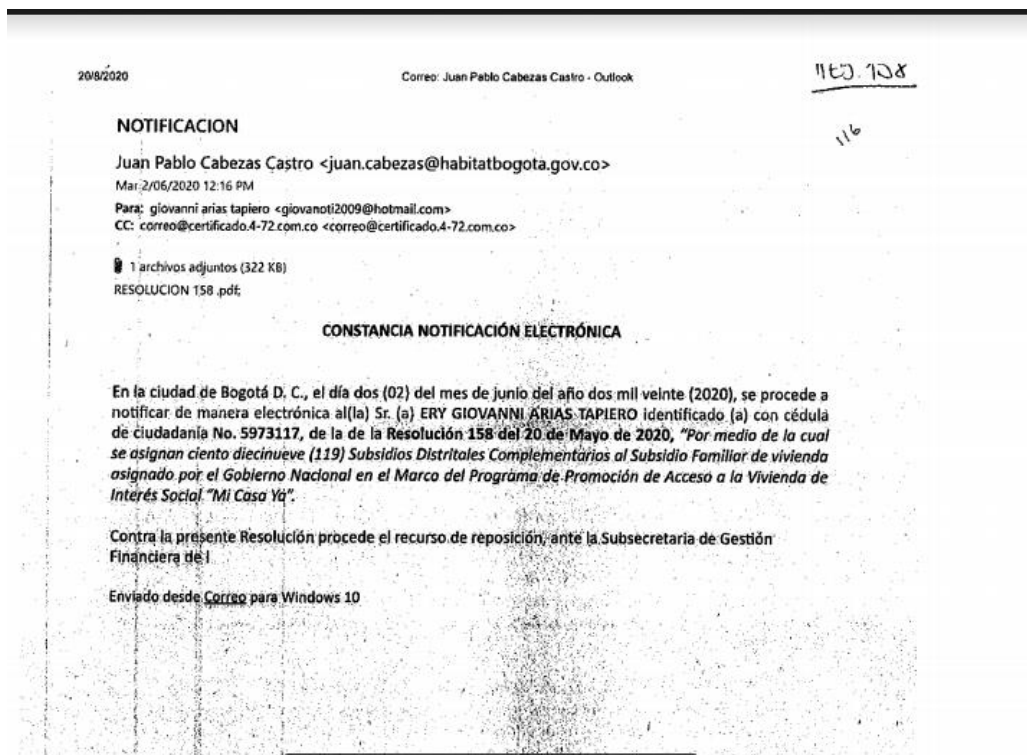 20/8/2020 Correo: Juan Pablo Cabezas Castro - Outlook
116
NOTIFICACION
Juan Pablo Cabezas Castro <juan.cabezas@habitatbogota.gov.co>
Mar 2/06/2020 12:16 PM
Para: giovanni arias tapiero <giovanoti2009@hotmail.com>
CC: correo@certificado.4-72.com.co <correo@certificado.4-72.com.co>
1 archivos adjuntos (322 KB)
RESOLUCION 158 .pdf;
CONSTANCIA NOTIFICACIÓN ELECTRÓNICA
En la ciudad de Bogotá D. C., el día dos (02) del mes de junio del año dos mil veinte (2020), se procede a
notificar de manera electrónica al(la) Sr. (a) ERY GIOVANNI ARIAS TAPIERO identificado (a) con cédula
de ciudadanía No. 5973117, de la de la Resolución 158 del 20 de Mayo de 2020, "Por medio de la cual
se asignan ciento diecinueve (119) Subsidios Distritales Complementarios al Subsidio Familiar de vivienda
asignado por el Gobierno Nacional en el Marco del Programa de Promoción de Acceso a la Vivienda de
Interés Social "Mi Casa Ya".
Contra la presente Resolución procede el recurso de reposición, ante la Subsecretaria de Gestión
Financiera de l
Enviado desde Correo para Windows 10